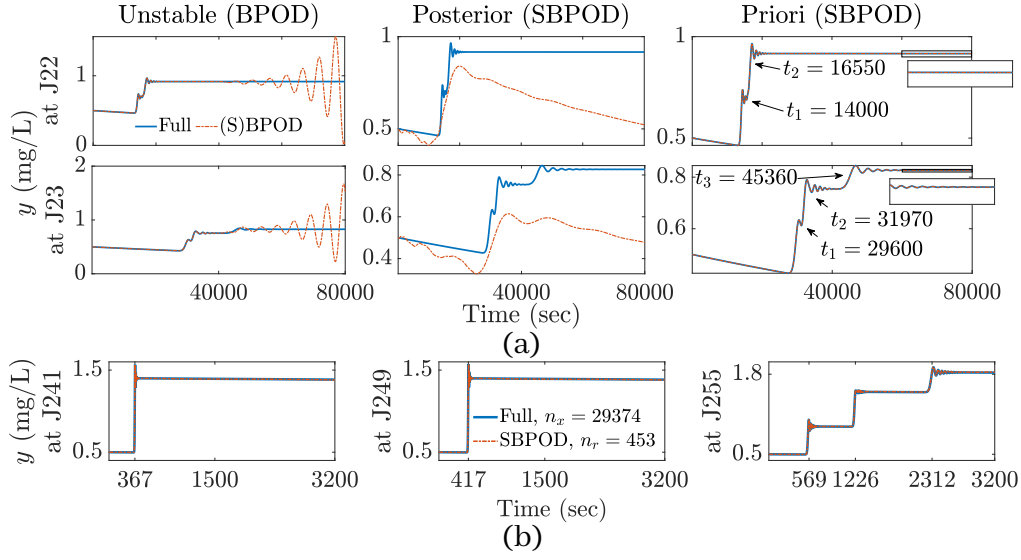 Unstable (BPOD)
Posterior (SBPOD)
Priori (SBPOD)
y (mg/L)
at J22
1
0
Full
(S)BPOD
1
0.5
1
0.5
t₂ = 16550
t₁ = 14000
at J23
2
1
0
0.8
0.6
0.4
0.8
0.6
t₃ = 45360
t₂ = 31970
t₁ = 29600
40000
80000
40000
80000
40000
80000
Time (sec)
(a)
y (mg/L)
at J241
1.5
0.5
367
1500
3200
at J249
1.5
0.5
Full, nₓ = 29374
SBPOD, nᵣ = 453
417
1500
3200
at J255
1.8
0.5
569
1226
2312
3200
Time (sec)
(b)